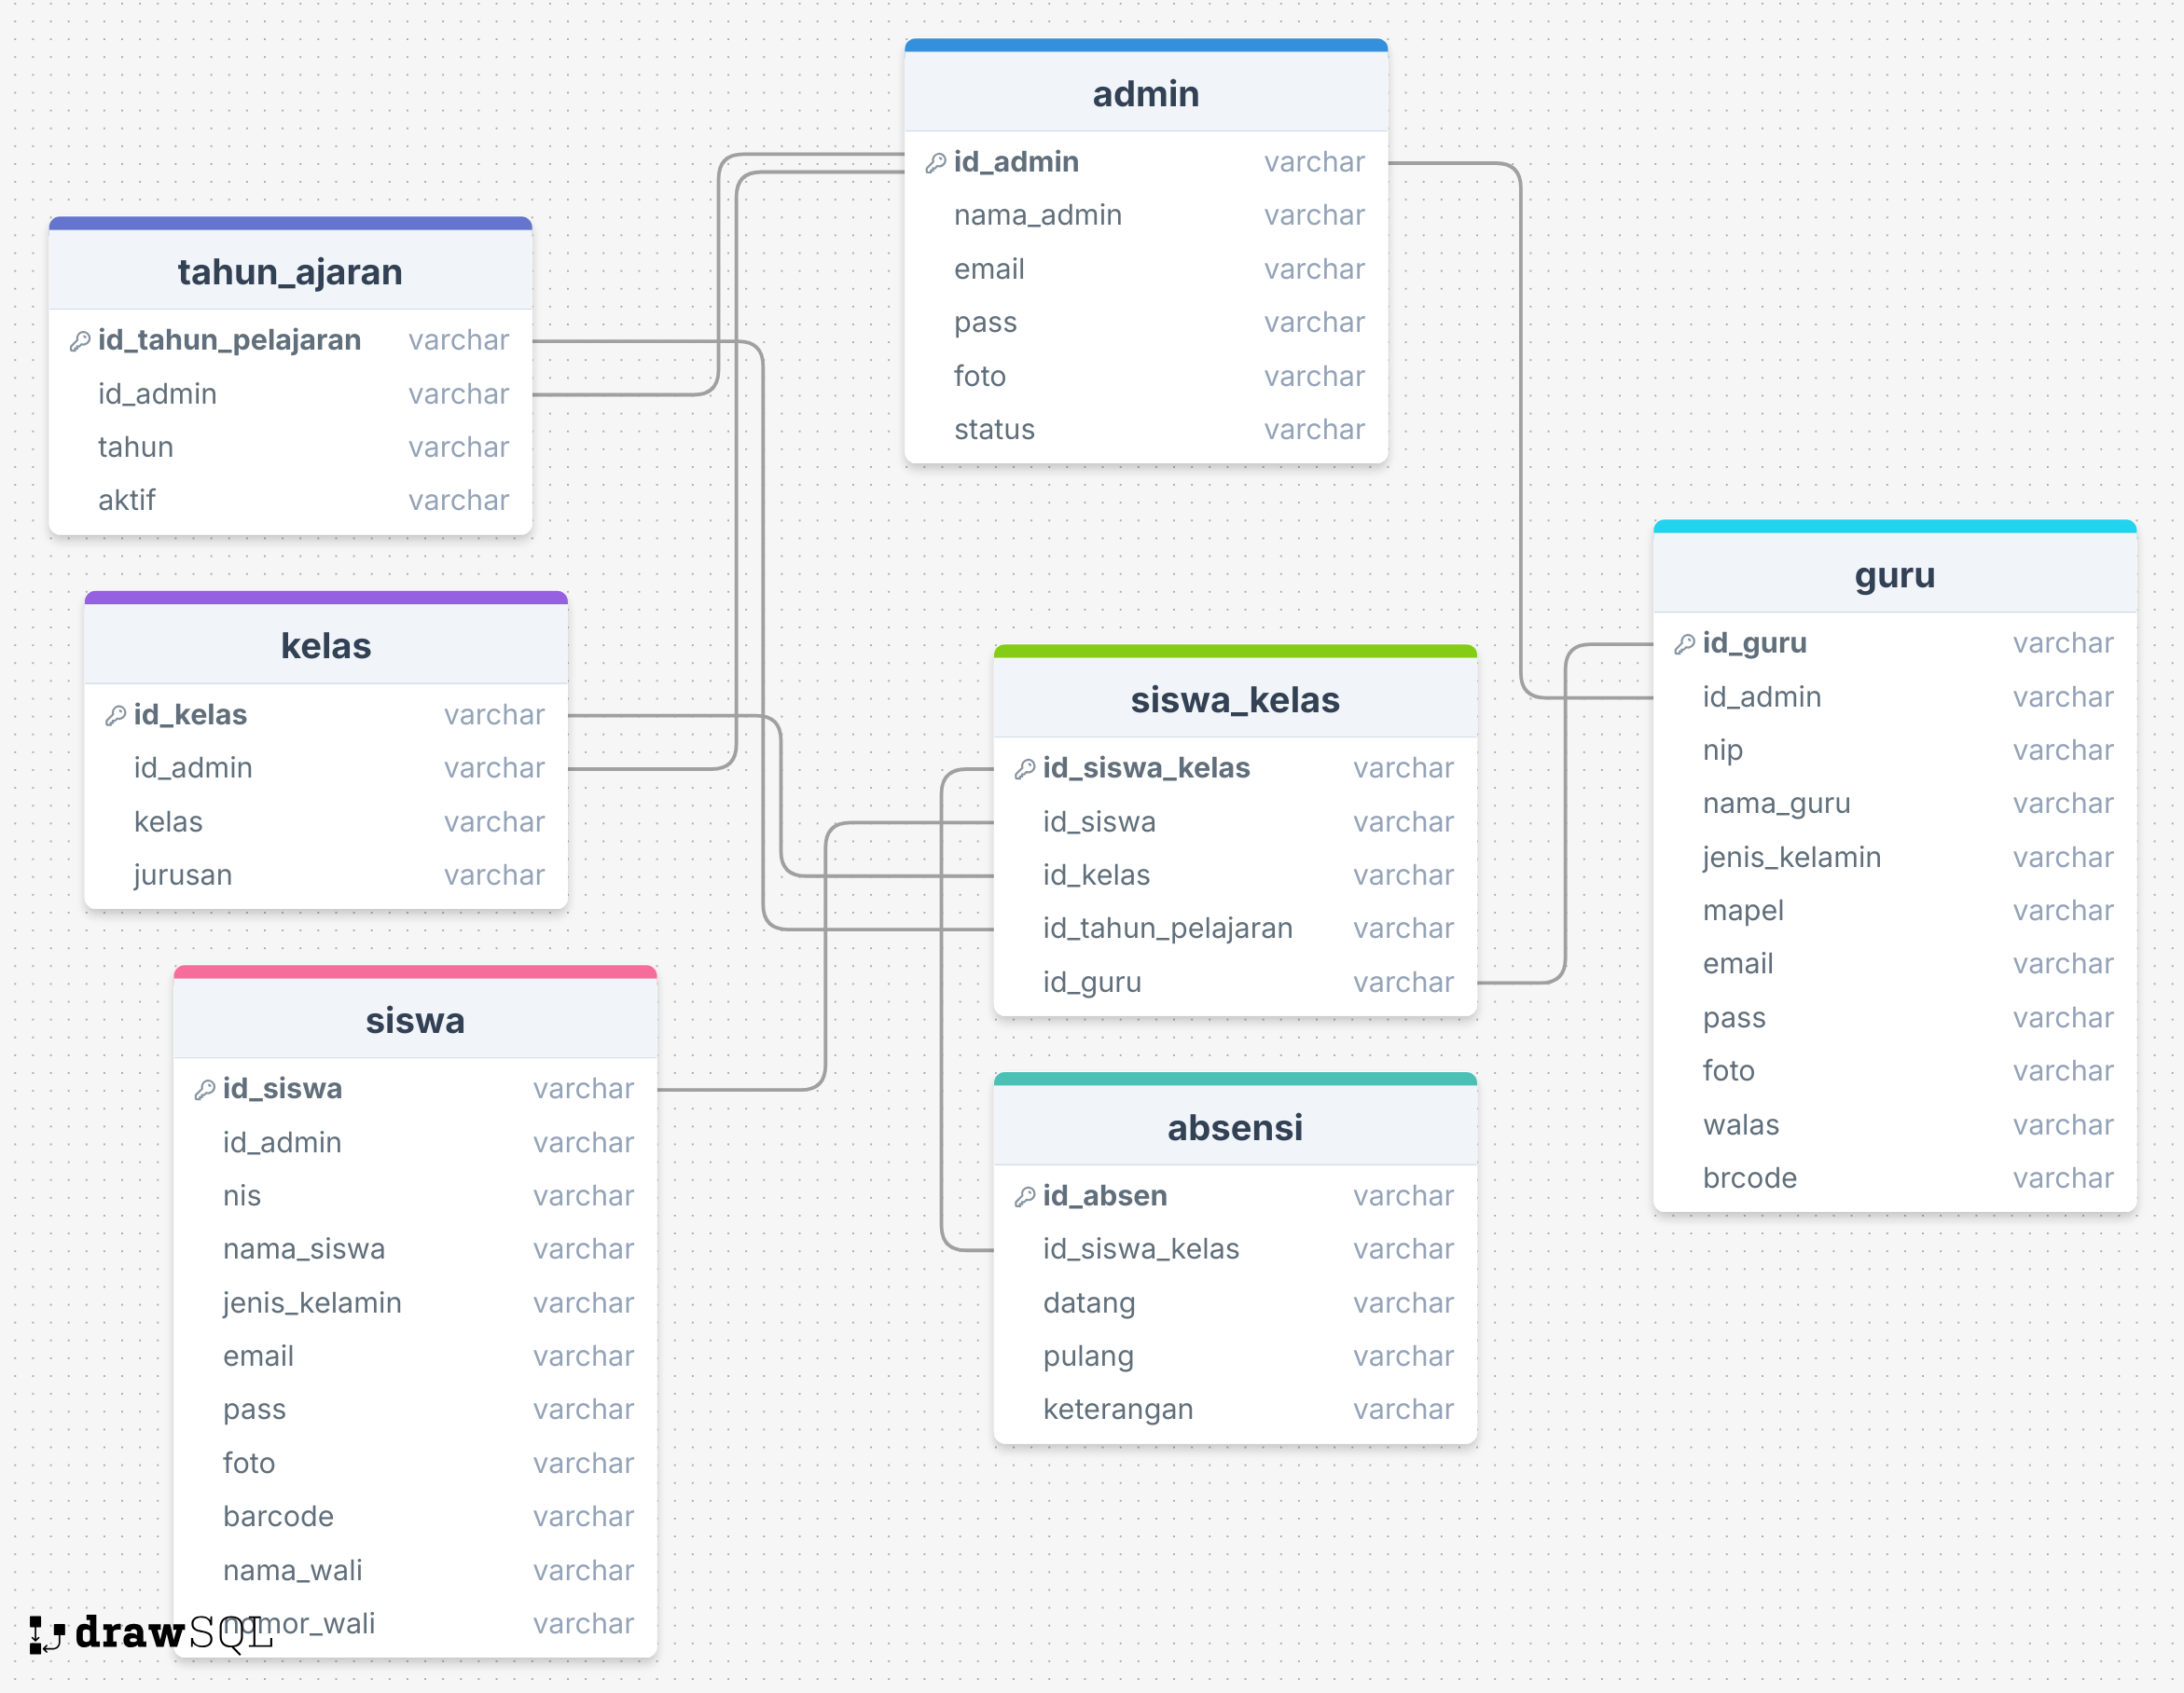 admin
id_admin varchar
nama_admin varchar
email varchar
pass varchar
foto varchar
status varchar
tahun_ajaran
id_tahun_pelajaran varchar
id_admin varchar
tahun varchar
aktif varchar
kelas
id_kelas varchar
id_admin varchar
kelas varchar
jurusan varchar
siswa_kelas
id_siswa_kelas varchar
id_siswa varchar
id_kelas varchar
id_tahun_pelajaran varchar
id_guru varchar
guru
id_guru varchar
id_admin varchar
nip varchar
nama_guru varchar
jenis_kelamin varchar
mapel varchar
email varchar
pass varchar
foto varchar
walas varchar
brcode varchar
siswa
id_siswa varchar
id_admin varchar
nis varchar
nama_siswa varchar
jenis_kelamin varchar
email varchar
pass varchar
foto varchar
barcode varchar
nama_wali varchar
nomor_wali varchar
absensi
id_absen varchar
id_siswa_kelas varchar
datang varchar
pulang varchar
keterangan varchar
drawSQL